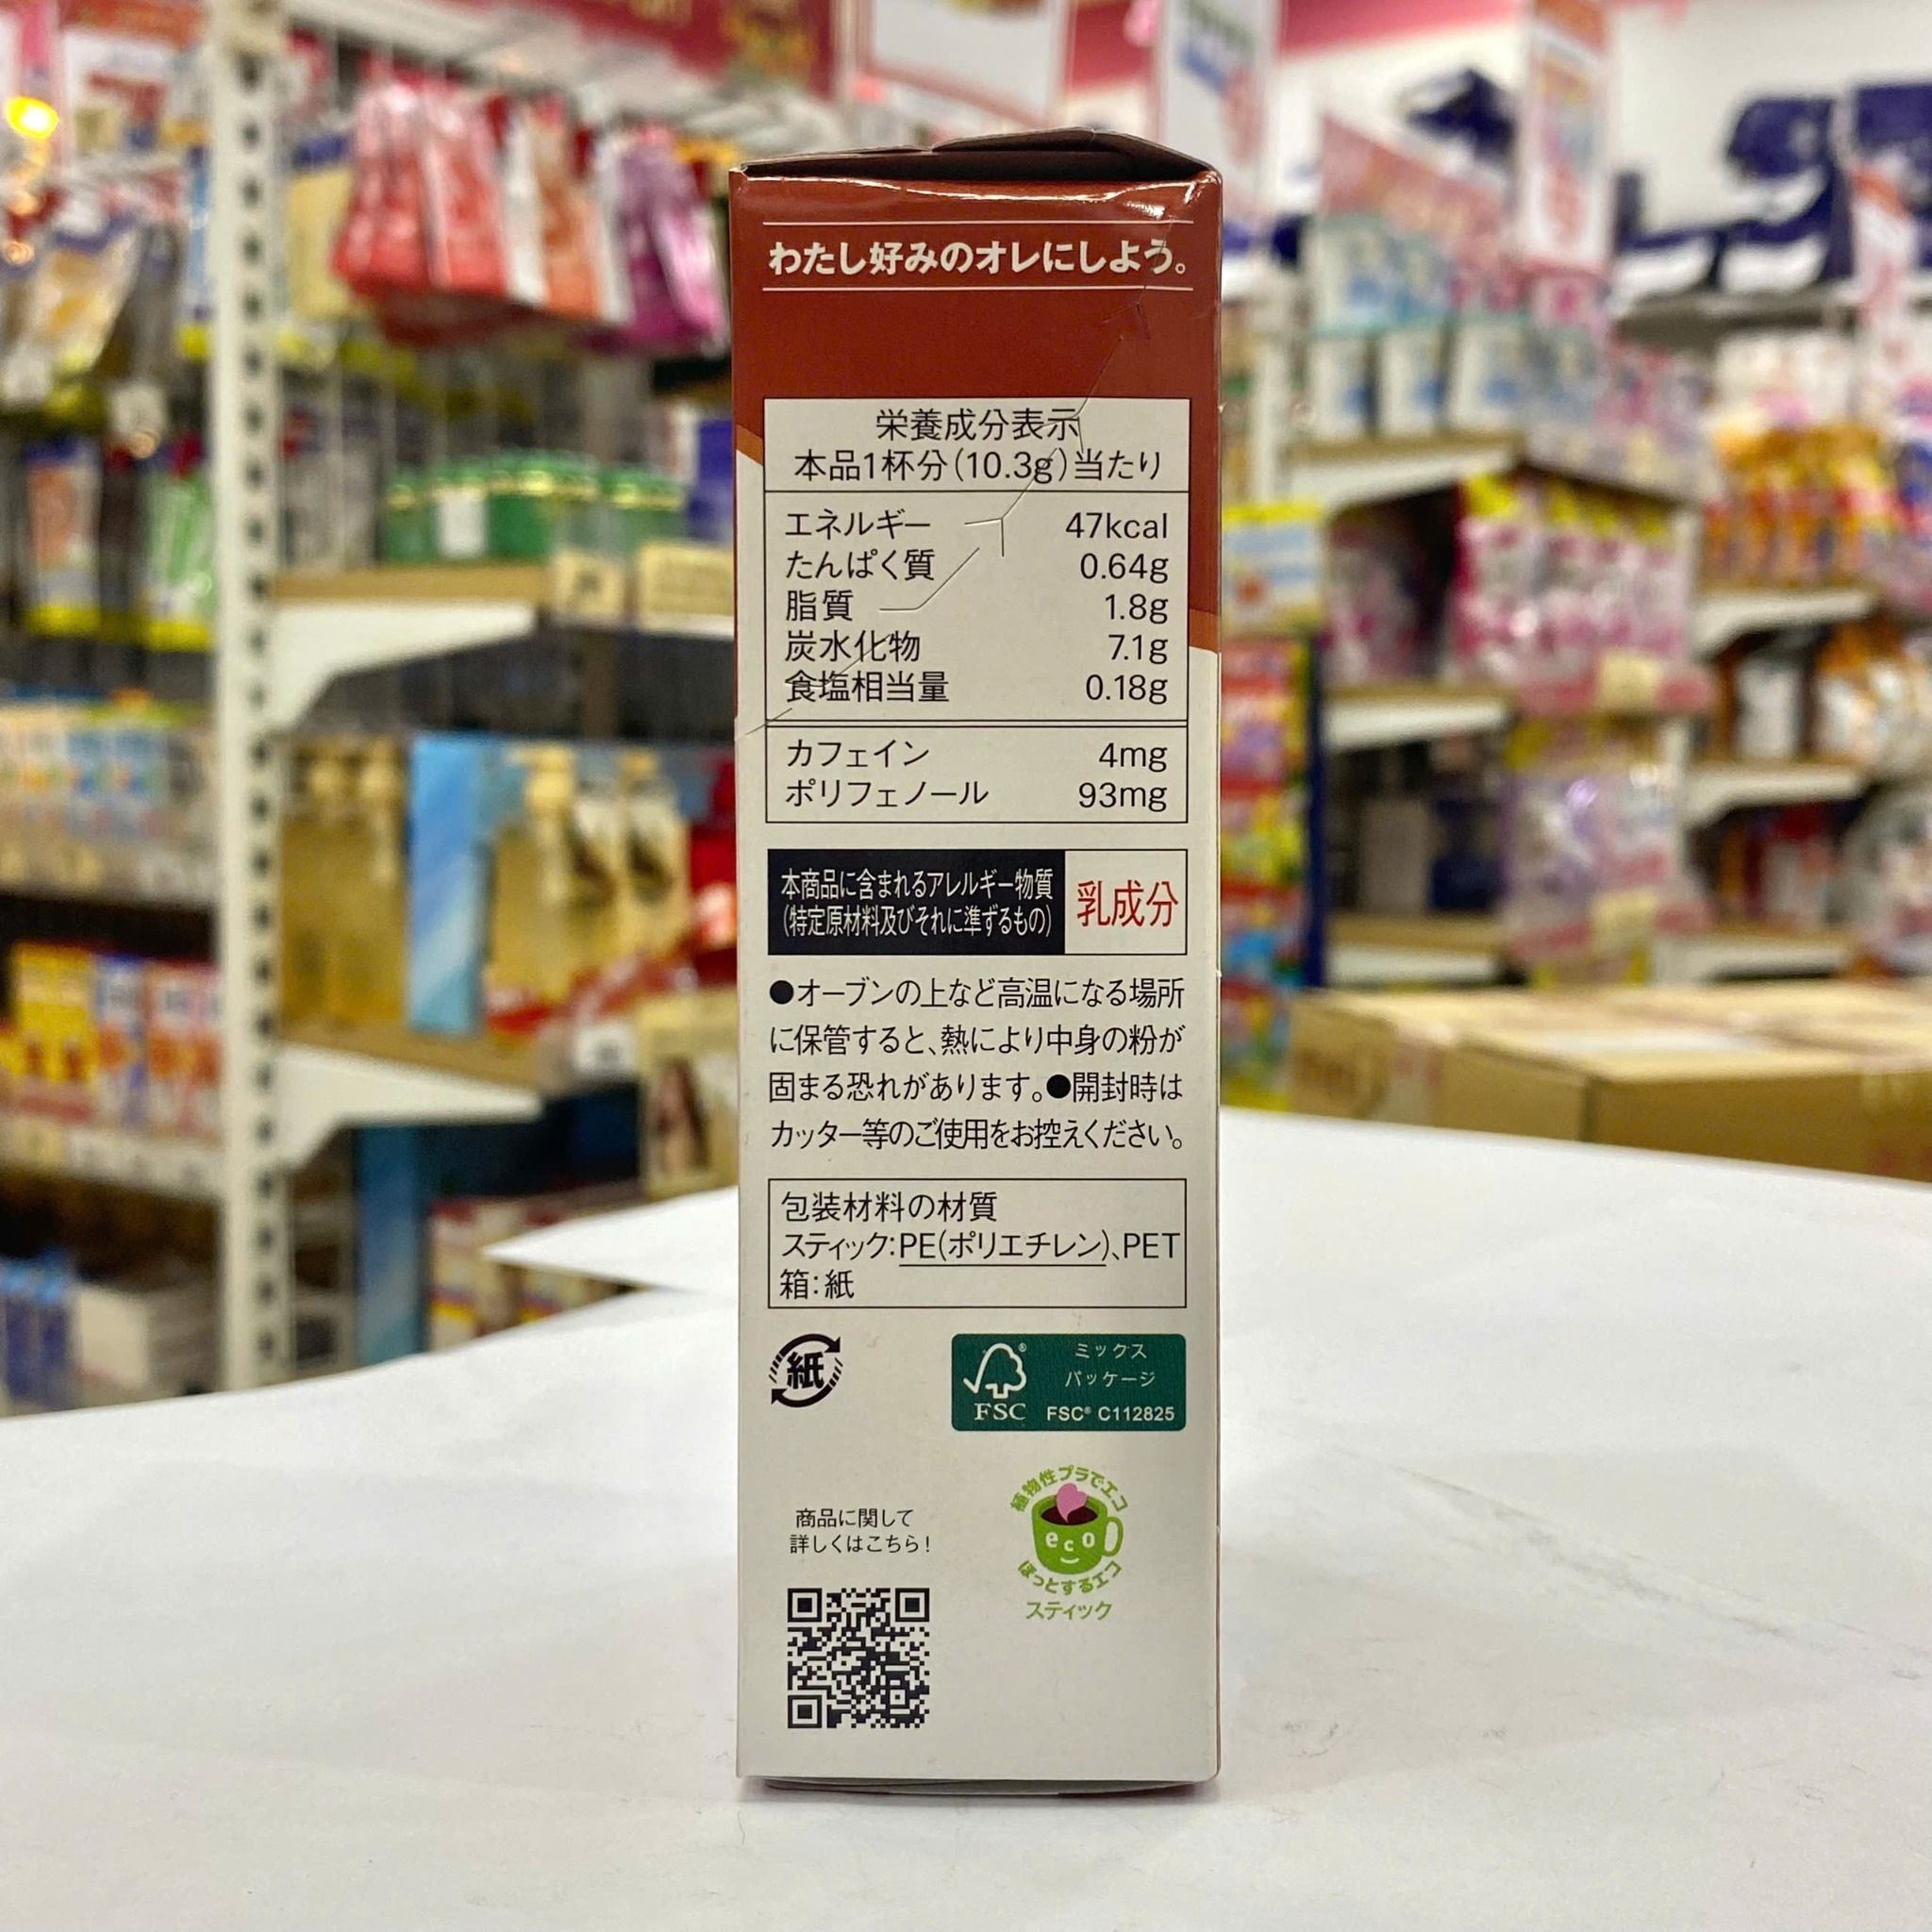 わたし好みのオレにしよう。
栄養成分表示
本品1杯分(10.3g)当たり
エネルギー 47kcal
たんぱく質 0.64g
脂質 1.8g
炭水化物 7.1g
食塩相当量 0.18g
カフェイン 4mg
ポリフェノール 93mg
本商品に含まれるアレルギー物質
(特定原材料及びそれに準ずるもの)
乳成分
●オーブンの上など高温になる場所
に保管すると、熱により中身の粉が
固まる恐れがあります。●開封時は
カッター等のご使用をお控えください。
包装材料の材質
スティック:PE(ポリエチレン)、PET
箱:紙
紙
ミックス
パッケージ
FSC
FSC® C112825
植物性プラでエコ
eco
ほっとするエコ
スティック
商品に関して
詳しくはこちら!